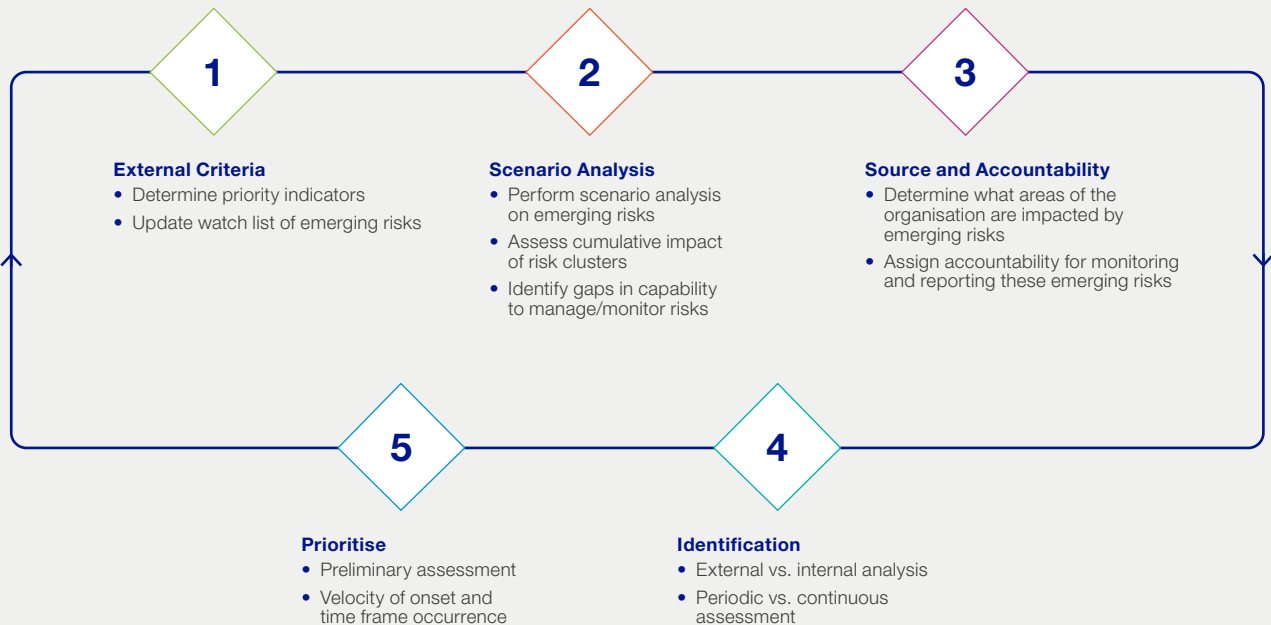 1
External Criteria
• Determine priority indicators
• Update watch list of emerging risks
2
Scenario Analysis
• Perform scenario analysis
on emerging risks
• Assess cumulative impact
of risk clusters
• Identify gaps in capability
to manage/monitor risks
3
Source and Accountability
• Determine what areas of the
organisation are impacted by
emerging risks
• Assign accountability for monitoring
and reporting these emerging risks
5
Prioritise
• Preliminary assessment
• Velocity of onset and
time frame occurrence
4
Identification
• External vs. internal analysis
• Periodic vs. continuous
assessment